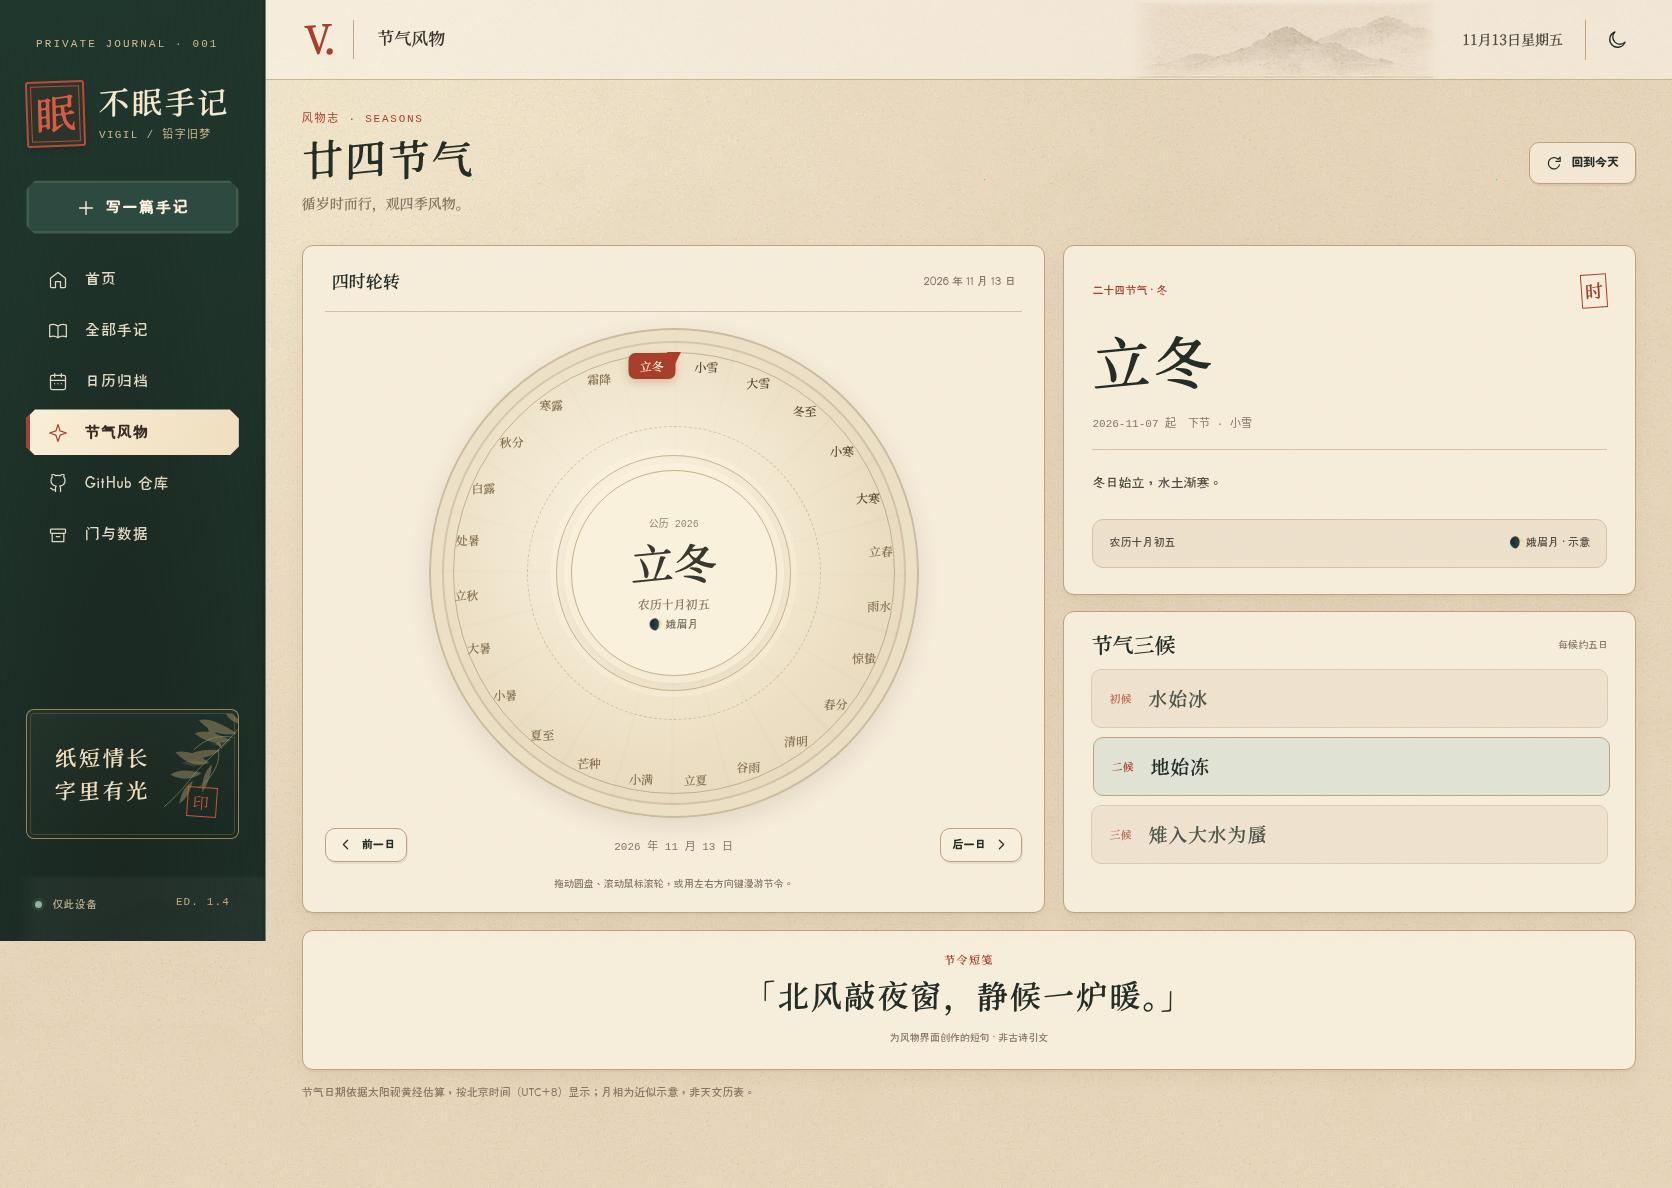 PRIVATE JOURNAL · 001
眠
不眠手记
VIGIL / 铅字旧梦
写一篇手记
首页
全部手记
日历归档
节气风物
GitHub 仓库
门与数据
纸短情长
字里有光
印
仅此设备
ED. 1.4
V.
节气风物
11月13日星期五
风物志 · SEASONS
廿四节气
循岁时而行，观四季风物。
回到今天
四时轮转
2026 年 11 月 13 日
立冬
小雪
大雪
冬至
小寒
大寒
立春
雨水
惊蛰
春分
清明
谷雨
立夏
小满
芒种
夏至
小暑
大暑
立秋
处暑
白露
秋分
寒露
霜降
公历 2026
立冬
农历十月初五
娥眉月
前一日
2026 年 11 月 13 日
后一日
拖动圆盘、滚动鼠标滚轮，或用左右方向键漫游节令。
二十四节气 · 冬
时
立冬
2026-11-07 起 下节 · 小雪
冬日始立，水土渐寒。
农历十月初五
娥眉月 · 示意
节气三候
每候约五日
初候 水始冰
二候 地始冻
三候 雉入大水为蜃
节令短笺
「北风敲夜窗，静候一炉暖。」
为风物界面创作的短句 · 非古诗引文
节气日期依据太阳视黄经估算，按北京时间（UTC+8）显示；月相为近似示意，非天文历表。